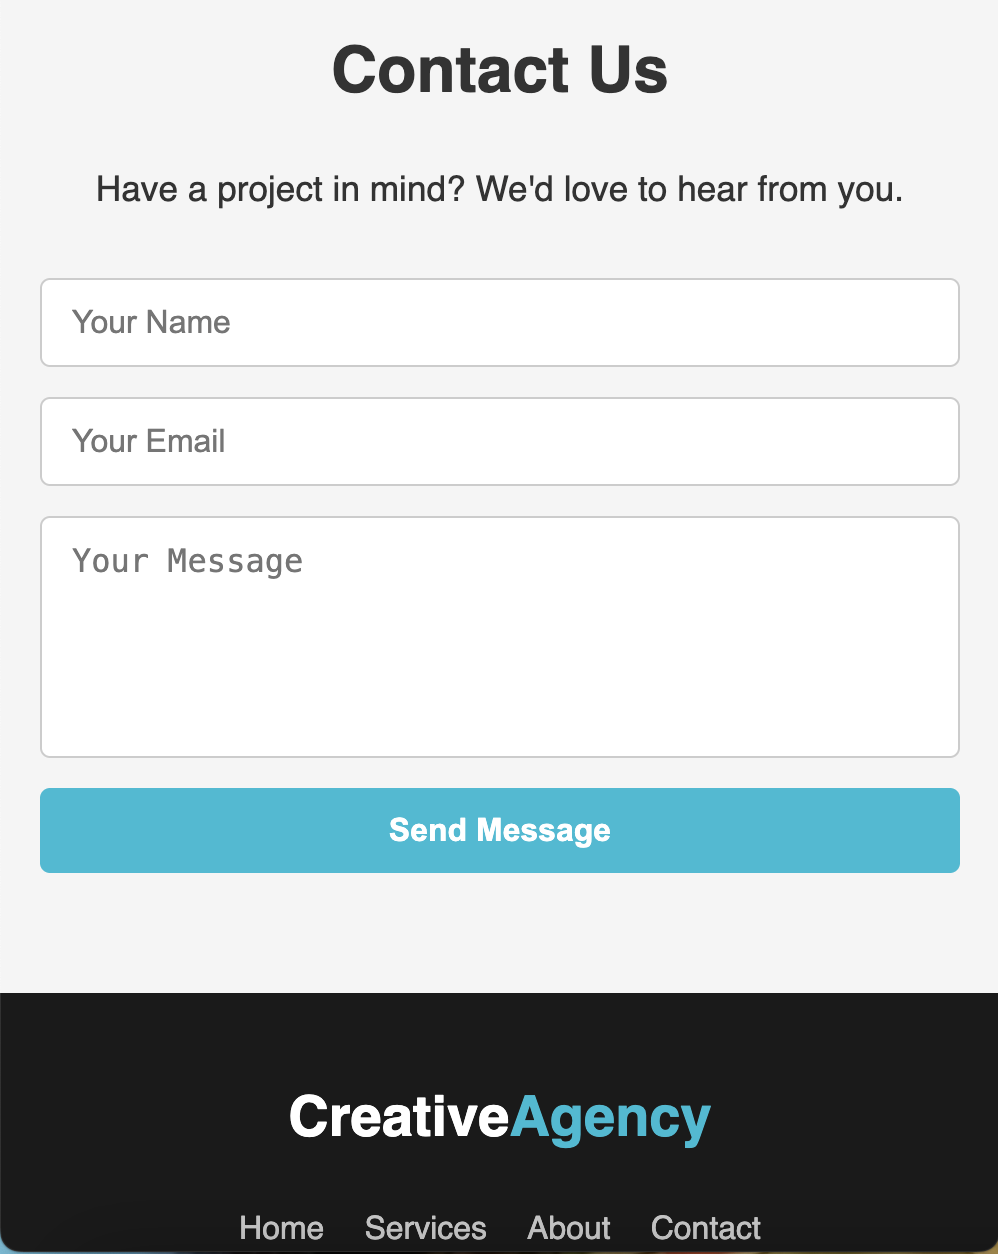 Contact Us
Have a project in mind? We'd love to hear from you.
Your Name
Your Email
Your Message
Send Message
CreativeAgency
Home Services About Contact